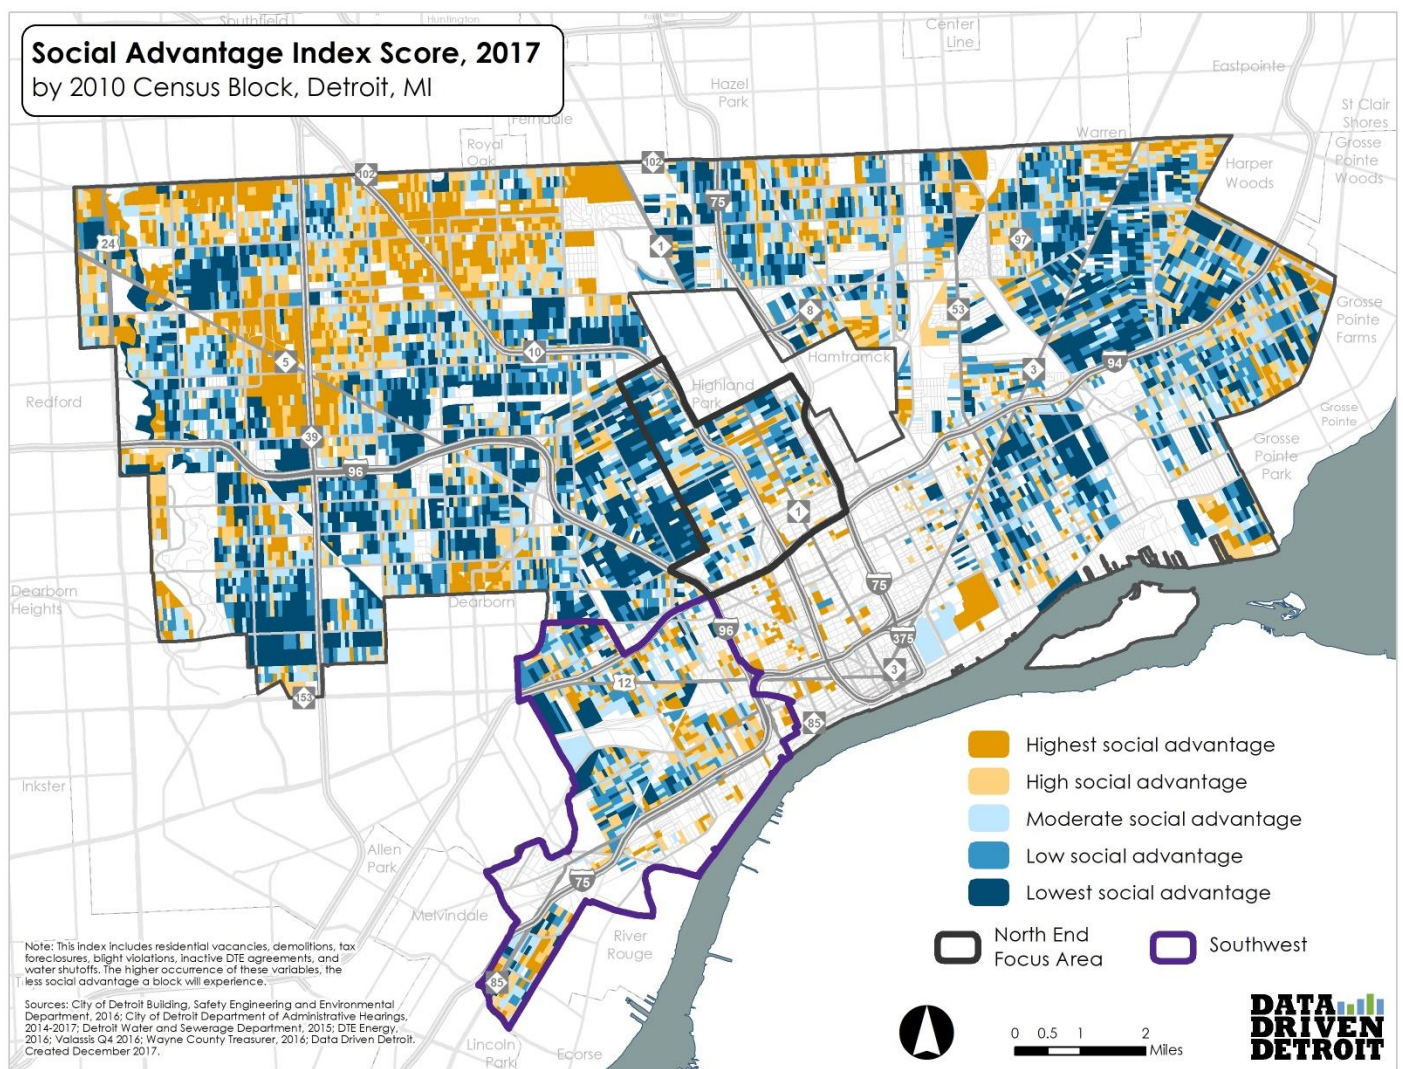 Social Advantage Index Score, 2017
by 2010 Census Block, Detroit, MI
Southfield
Huntington
Center
Line
Eastpointe
Hazel
Park
St Clair
Shores
Ferndale
Royal
Oak
Warren
Grosse
Pointe
Woods
Harper
Woods
102
102
75
24
1
97
8
53
Grosse
Pointe
Farms
5
10
Hamtramck
3
94
Redford
Highland
Park
Grosse
Pointe
39
96
Grosse
Pointe
Park
1
75
Dearborn
Heights
Dearborn
96
375
3
12
153
85
Inkster
Allen
Park
75
Melvindale
River
Rouge
85
Lincoln
Park
Ecorse
Highest social advantage
High social advantage
Moderate social advantage
Low social advantage
Lowest social advantage
North End
Focus Area
Southwest
Note: This index includes residential vacancies, demolitions, tax
foreclosures, blight violations, inactive DTE agreements, and
water shutoffs. The higher occurrence of these variables, the
less social advantage a block will experience.
Sources: City of Detroit Building, Safety Engineering and Environmental
Department, 2016; City of Detroit Department of Administrative Hearings,
2014-2017; Detroit Water and Sewerage Department, 2015; DTE Energy,
2016; Valassis Q4 2016; Wayne County Treasurer, 2016; Data Driven Detroit.
Created December 2017.
0 0.5 1 2
Miles
DATA
DRIVEN
DETROIT